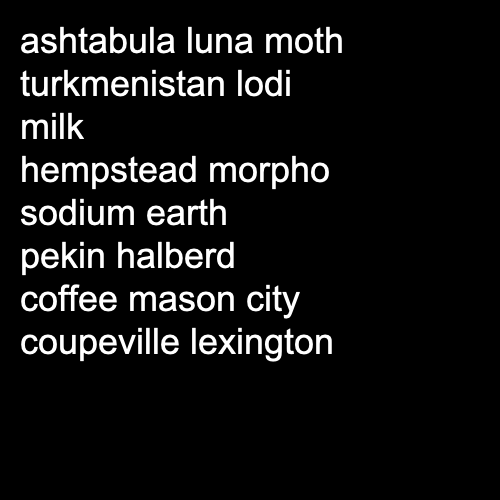 ashtabula luna moth
turkmenistan lodi
milk
hempstead morpho
sodium earth
pekin halberd
coffee mason city
coupeville lexington